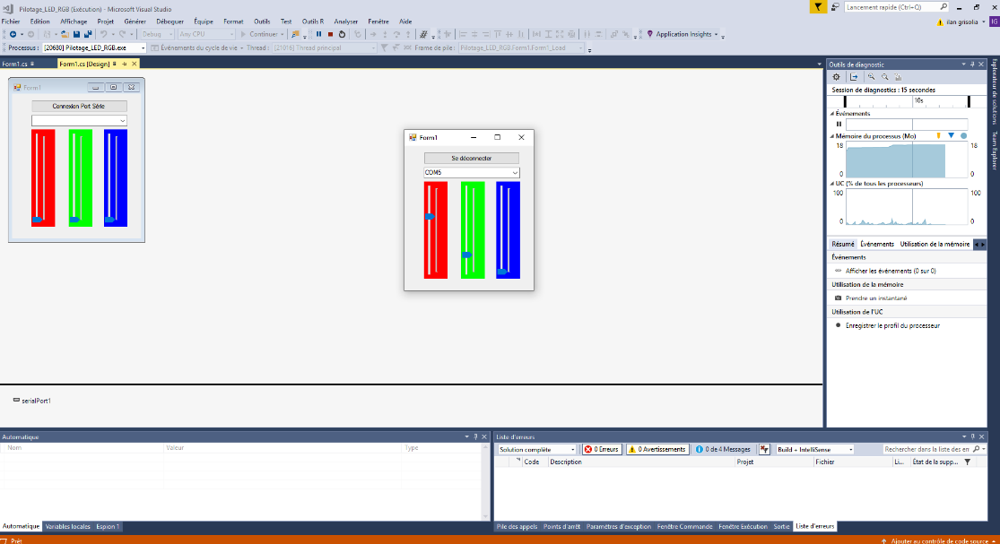 Pilotage_LED_RGB (Exécution) - Microsoft Visual Studio
Lancement rapide (Ctrl+Q)
Fichier Edition Affichage Projet Générer Déboguer Équipe Format Outils Test Outils R Analyser Fenêtre Aide
ilan grisolia IG
Debug Any CPU Continuer Application Insights
Processus : [20680] Pilotage_LED_RGB.exe Événements du cycle de vie Thread : [21016] Thread principal Frame de pile : Pilotage_LED_RGB.Form1.Form1_Load
Form1.cs Form1.cs [Design]
Form1
Connexion Port Série
Form1
Se déconnecter
COM5
serialPort1
Outils de diagnostic
Session de diagnostics : 15 secondes
10s
Événements
Mémoire du processus (Mo)
18 18
0 0
UC (% de tous les processeurs)
100 100
0 0
Résumé Événements Utilisation de la mémoire
Événements
Afficher les événements (0 sur 0)
Utilisation de la mémoire
Prendre un instantané
Utilisation de l'UC
Enregistrer le profil du processeur
Explorateur de solutions
Team Explorer
Automatique
Nom Valeur Type
Automatique Variables locales Espion 1
Liste d'erreurs
Solution complète 0 Erreurs 0 Avertissements 0 de 4 Messages Build + IntelliSense Rechercher dans la liste des err
Code Description Projet Fichier Li... État de la supp...
Pile des appels Points d'arrêt Paramètres d'exception Fenêtre Commande Fenêtre Exécution Sortie Liste d'erreurs
Prêt
Ajouter au contrôle de code source